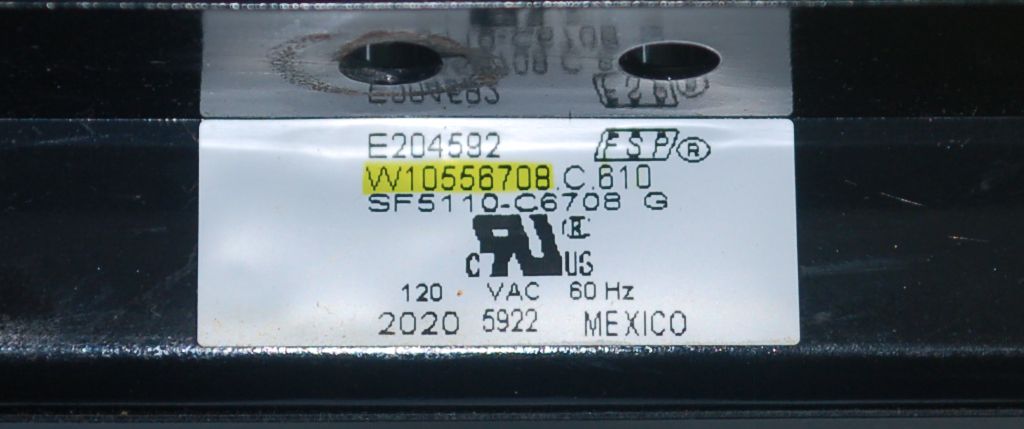 E204592 FSP®
W10556708.C.610
SF5110-C6708 G
C US
120 VAC 60 Hz
2020 5922 MEXICO